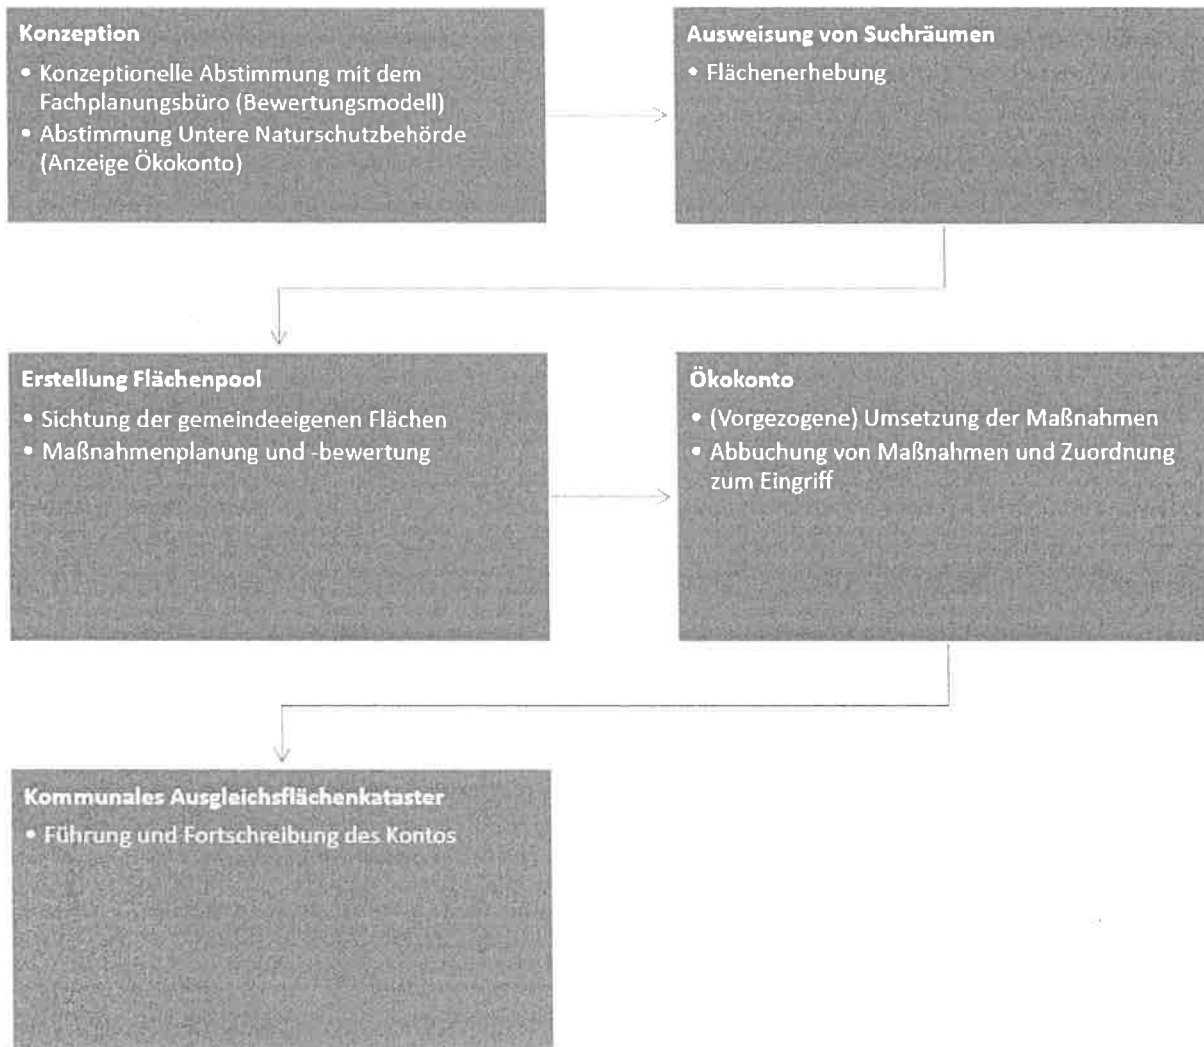 Konzeption
• Konzeptionelle Abstimmung mit dem
Fachplanungsbüro (Bewertungsmodell)
• Abstimmung Untere Naturschutzbehörde
(Anzeige Ökokonto)
Ausweisung von Suchräumen
• Flächenerhebung
Erstellung Flächenpool
• Sichtung der gemeindeeigenen Flächen
• Maßnahmenplanung und -bewertung
Ökokonto
• (Vorgezogene) Umsetzung der Maßnahmen
• Abbuchung von Maßnahmen und Zuordnung
zum Eingriff
Kommunales Ausgleichsflächenkataster
• Führung und Fortschreibung des Kontos